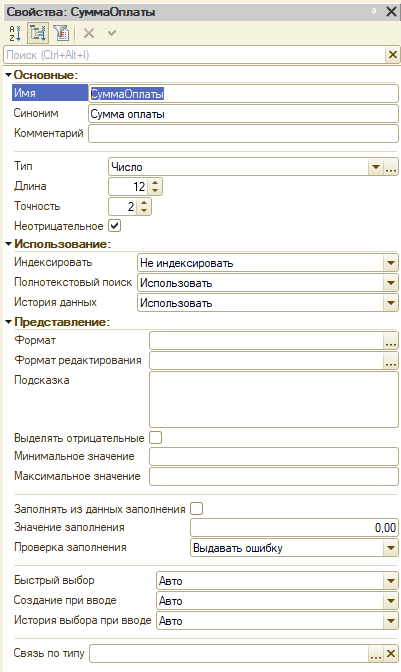 Свойства: СуммаОплаты
Поиск (Ctrl+Alt+I)
Основные:
Имя СуммаОплаты
Синоним Сумма оплаты
Комментарий
Тип Число
Длина 12
Точность 2
Неотрицательное
Использование:
Индексировать Не индексировать
Полнотекстовый поиск Использовать
История данных Использовать
Представление:
Формат
Формат редактирования
Подсказка
Выделять отрицательные
Минимальное значение
Максимальное значение
Заполнять из данных заполнения
Значение заполнения 0,00
Проверка заполнения Выдавать ошибку
Быстрый выбор Авто
Создание при вводе Авто
История выбора при вводе Авто
Связь по типу